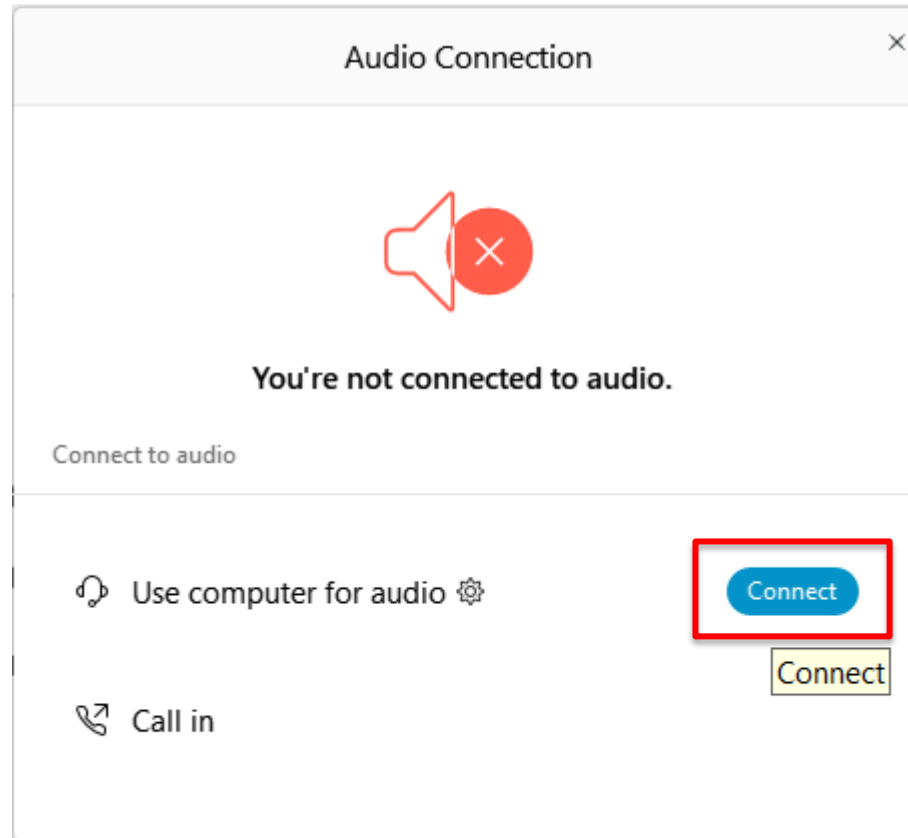 Audio Connection
You're not connected to audio.
Connect to audio
Use computer for audio Connect
Connect
Call in